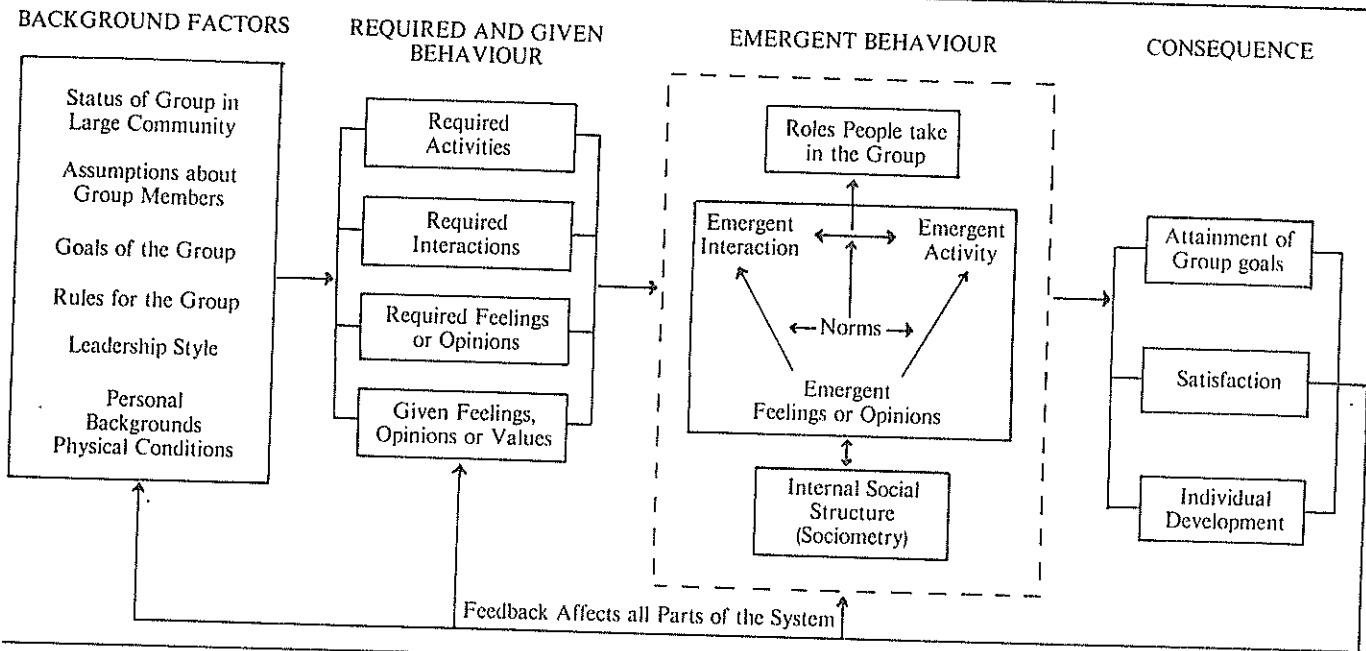 BACKGROUND FACTORS
Status of Group in
Large Community
Assumptions about
Group Members
Goals of the Group
Rules for the Group
Leadership Style
Personal
Backgrounds
Physical Conditions
REQUIRED AND GIVEN
BEHAVIOUR
Required
Activities
Required
Interactions
Required Feelings
or Opinions
Given Feelings,
Opinions or Values
EMERGENT BEHAVIOUR
Roles People take
in the Group
Emergent
Interaction
Emergent
Activity
Norms
Emergent
Feelings or Opinions
Internal Social
Structure
(Sociometry)
CONSEQUENCE
Attainment of
Group goals
Satisfaction
Individual
Development
Feedback Affects all Parts of the System